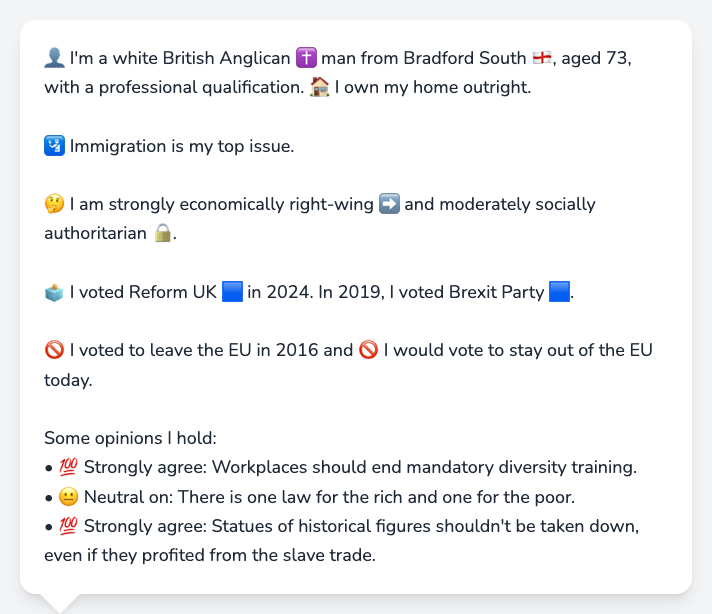 👤 I'm a white British Anglican ✝️ man from Bradford South 🏴󠁧󠁢󠁥󠁮󠁧󠁿, aged 73,
with a professional qualification. 🏠 I own my home outright.
🛂 Immigration is my top issue.
🤔 I am strongly economically right-wing ➡️ and moderately socially
authoritarian 🔒.
🗳️ I voted Reform UK 🟦 in 2024. In 2019, I voted Brexit Party 🟦.
🚫 I voted to leave the EU in 2016 and 🚫 I would vote to stay out of the EU
today.
Some opinions I hold:
• 💯 Strongly agree: Workplaces should end mandatory diversity training.
• 😐 Neutral on: There is one law for the rich and one for the poor.
• 💯 Strongly agree: Statues of historical figures shouldn't be taken down,
even if they profited from the slave trade.